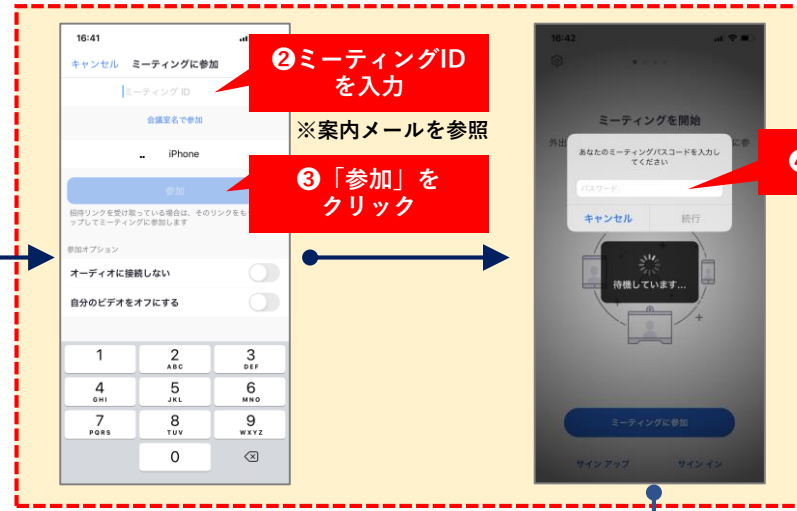 16:41
キャンセル ミーティングに参加
ミーティング ID
会議室名で参加
iPhone
参加
招待リンクを受け取っている場合は、そのリンクをも
ップしてミーティングに参加します
参加オプション
オーディオに接続しない
自分のビデオをオフにする
1 2 3
ABC DEF
4 5 6
GHI JKL MNO
7 8 9
PQRS TUV WXYZ
0
❷ミーティングID
を入力
※案内メールを参照
❸「参加」を
クリック
16:42
ミーティングを開始
外出
に参
あなたのミーティングパスコードを入力し
てください
パスワード
キャンセル 続行
待機しています...
ミーティングに参加
サインアップ サインイン